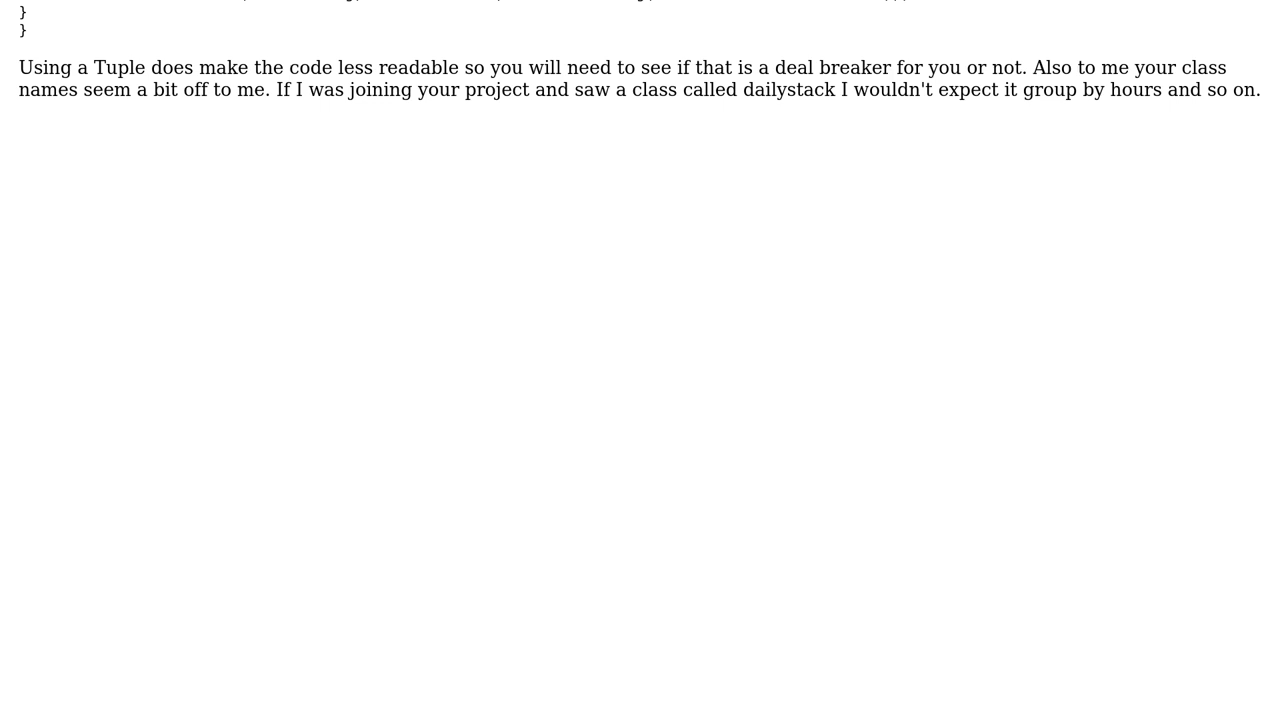 }
}
Using a Tuple does make the code less readable so you will need to see if that is a deal breaker for you or not. Also to me your class
names seem a bit off to me. If I was joining your project and saw a class called dailystack I wouldn't expect it group by hours and so on.